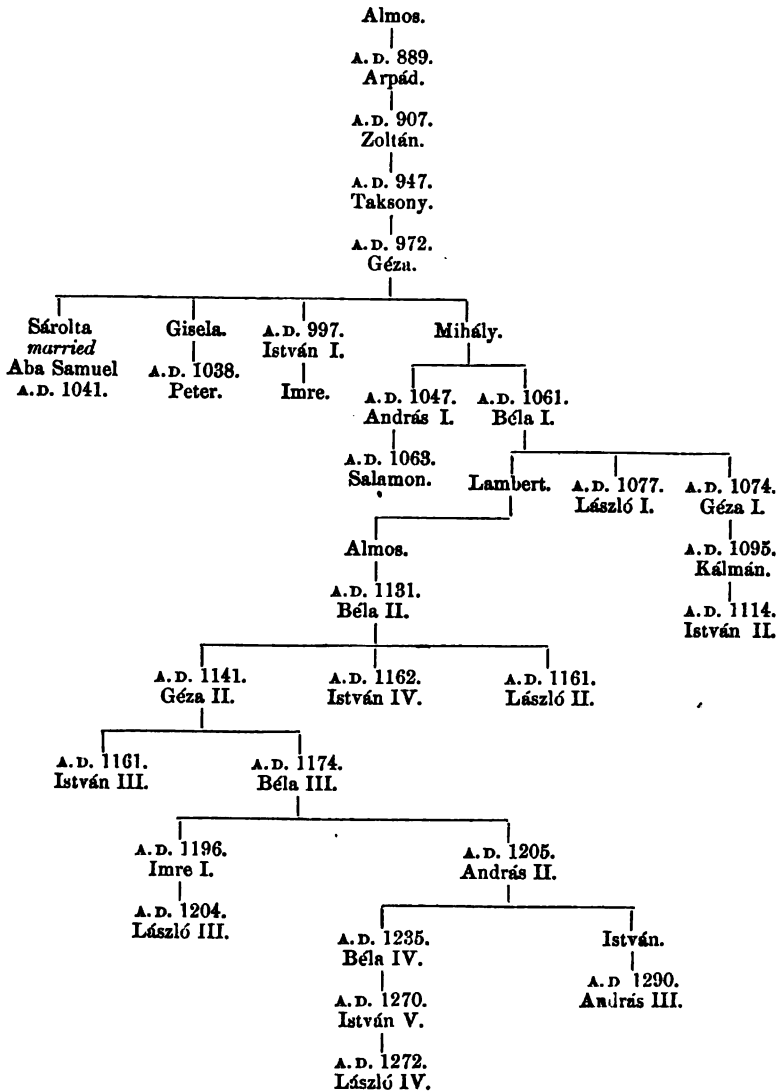 Almos.
A.D. 889.
Arpád.
A.D. 907.
Zoltán.
A.D. 947.
Taksony.
A.D. 972.
Géza.
Sárolta
married
Aba Samuel
A.D. 1041.
Gisela.
A.D. 1038.
Peter.
A.D. 997.
István I.
Imre.
Mihály.
A.D. 1047.
András I.
A.D. 1061.
Béla I.
A.D. 1063.
Salamon.
Lambert.
A.D. 1077.
László I.
A.D. 1074.
Géza I.
Almos.
A.D. 1095.
Kálmán.
A.D. 1131.
Béla II.
A.D. 1114.
István II.
A.D. 1141.
Géza II.
A.D. 1162.
István IV.
A.D. 1161.
László II.
A.D. 1161.
István III.
A.D. 1174.
Béla III.
A.D. 1196.
Imre I.
A.D. 1205.
András II.
A.D. 1204.
László III.
A.D. 1235.
Béla IV.
István.
A.D 1290.
András III.
A.D. 1270.
István V.
A.D. 1272.
László IV.